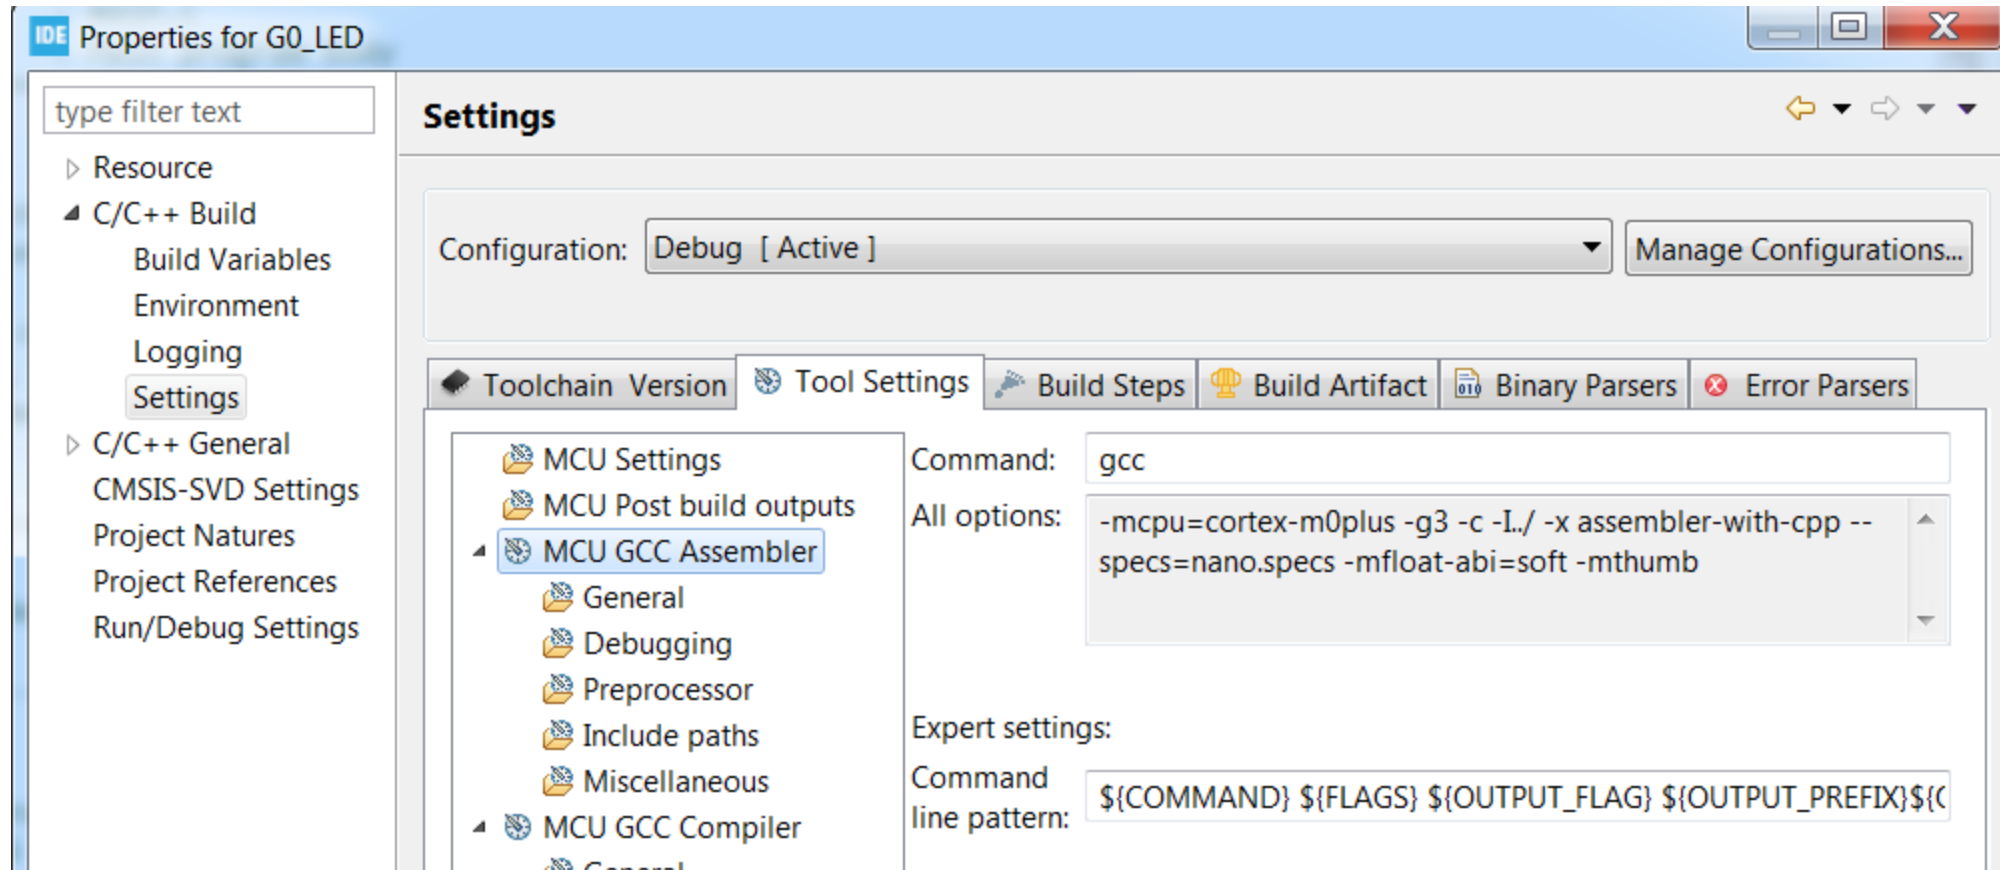 IDE Properties for G0_LED
type filter text
Resource
C/C++ Build
Build Variables
Environment
Logging
Settings
C/C++ General
CMSIS-SVD Settings
Project Natures
Project References
Run/Debug Settings
Settings
Configuration: Debug [ Active ] Manage Configurations...
Toolchain Version Tool Settings Build Steps Build Artifact Binary Parsers Error Parsers
MCU Settings
MCU Post build outputs
MCU GCC Assembler
General
Debugging
Preprocessor
Include paths
Miscellaneous
MCU GCC Compiler
General
Command: gcc
All options: -mcpu=cortex-m0plus -g3 -c -I../ -x assembler-with-cpp --
specs=nano.specs -mfloat-abi=soft -mthumb
Expert settings:
Command
line pattern: ${COMMAND} ${FLAGS} ${OUTPUT_FLAG} ${OUTPUT_PREFIX}${